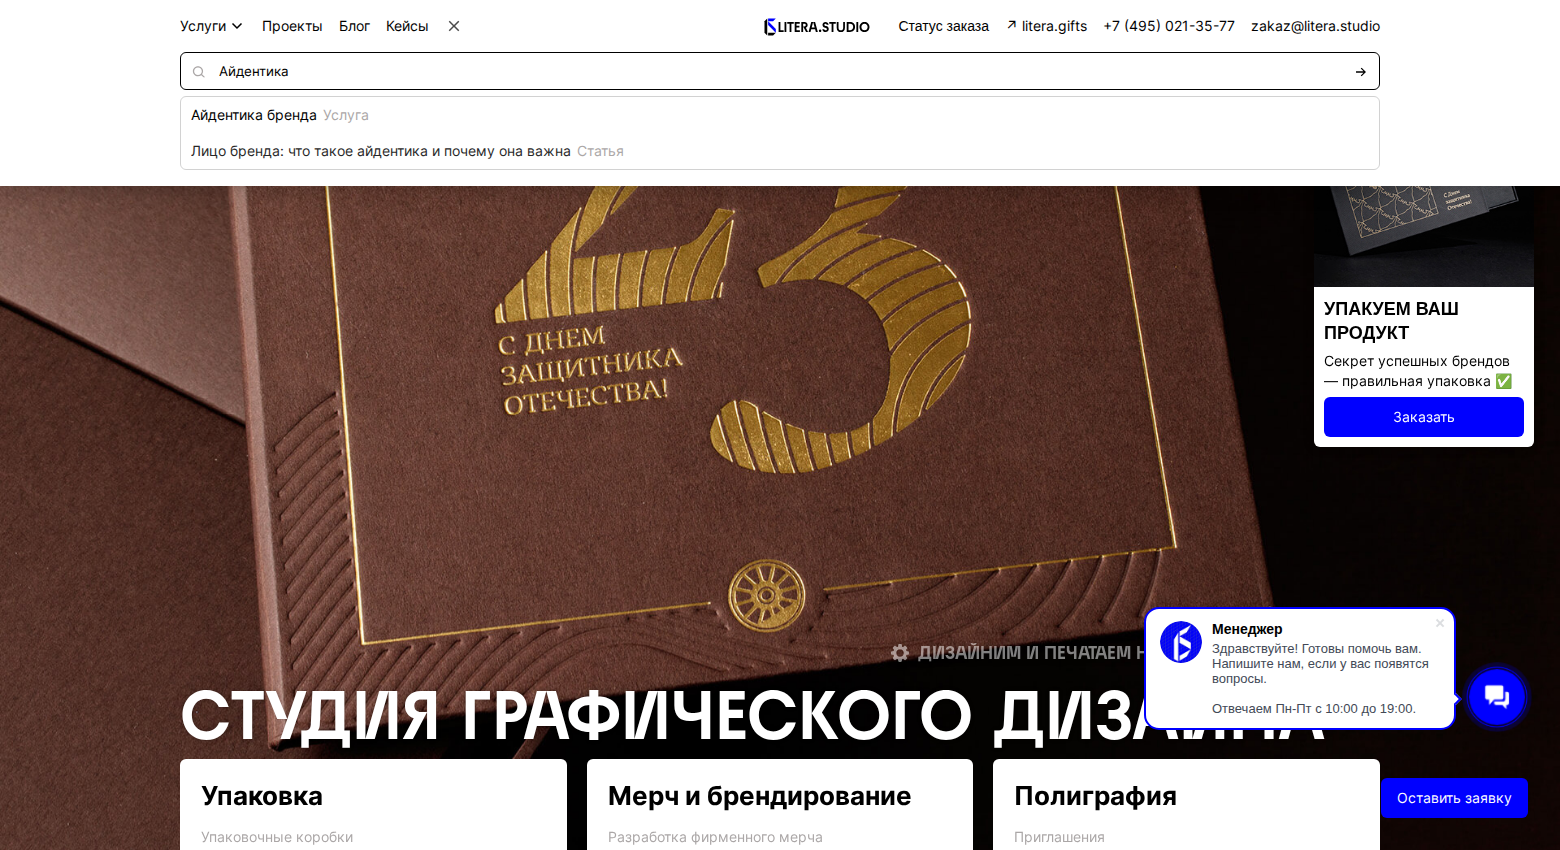 Услуги Проекты Блог Кейсы LITERA.STUDIO Статус заказа ↗ litera.gifts +7 (495) 021-35-77 zakaz@litera.studio
Айдентика →
Айдентика бренда Услуга
Лицо бренда: что такое айдентика и почему она важна Статья
С ДНЕМ
ЗАЩИТНИКА
ОТЕЧЕСТВА!
С Днем
защитника
Отечества!
УПАКУЕМ ВАШ
ПРОДУКТ
Секрет успешных брендов
— правильная упаковка ✅
Заказать
ДИЗАЙНИМ И ПЕЧАТАЕМ
Менеджер
Здравствуйте! Готовы помочь вам.
Напишите нам, если у вас появятся
вопросы.
Отвечаем Пн-Пт с 10:00 до 19:00.
СТУДИЯ ГРАФИЧЕСКОГО ДИЗАЙНА
Упаковка Мерч и брендирование Полиграфия
Оставить заявку
Упаковочные коробки Разработка фирменного мерча Приглашения